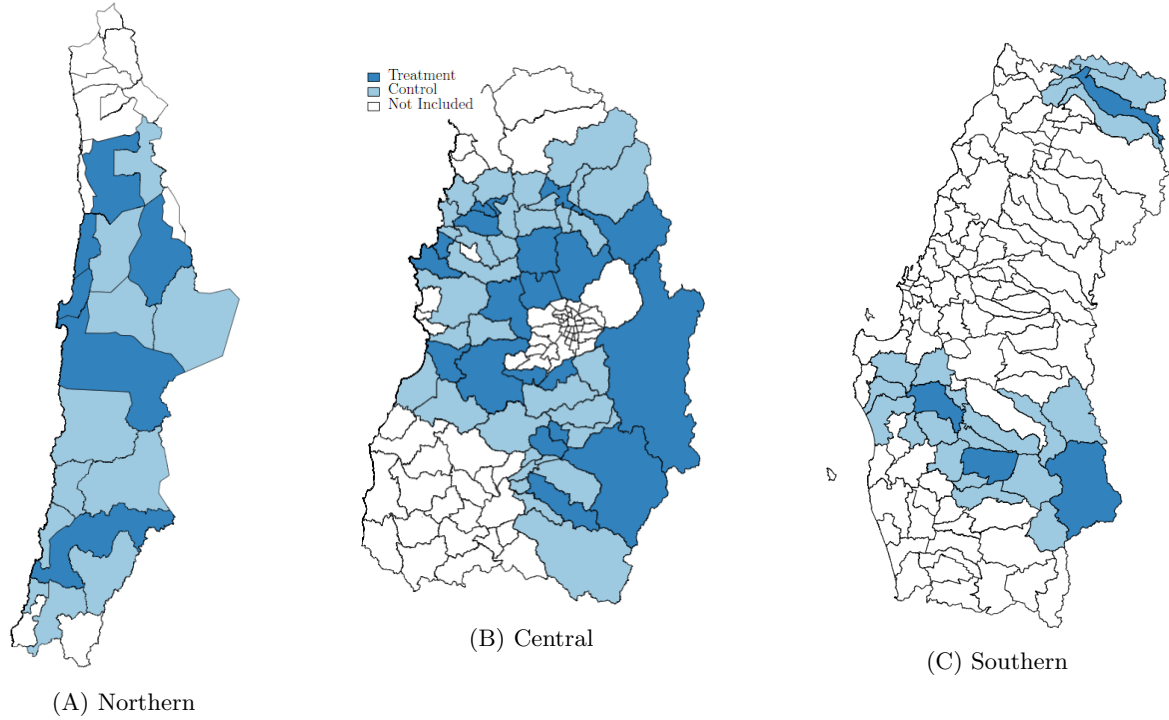 Treatment
Control
Not Included
(A) Northern
(B) Central
(C) Southern